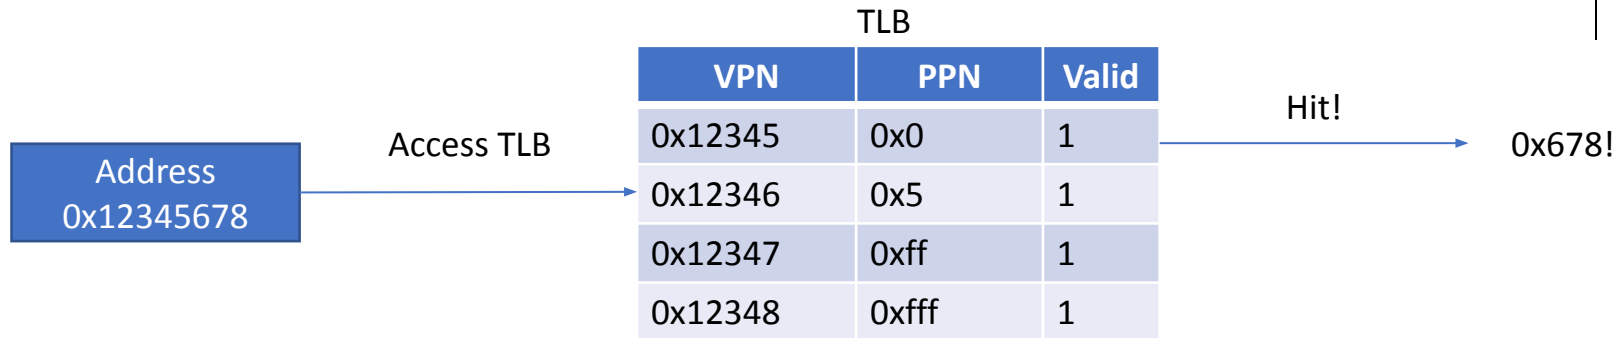 TLB
VPN PPN Valid
0x12345 0x0 1
0x12346 0x5 1
0x12347 0xff 1
0x12348 0xfff 1
Address
0x12345678
Access TLB
Hit!
0x678!